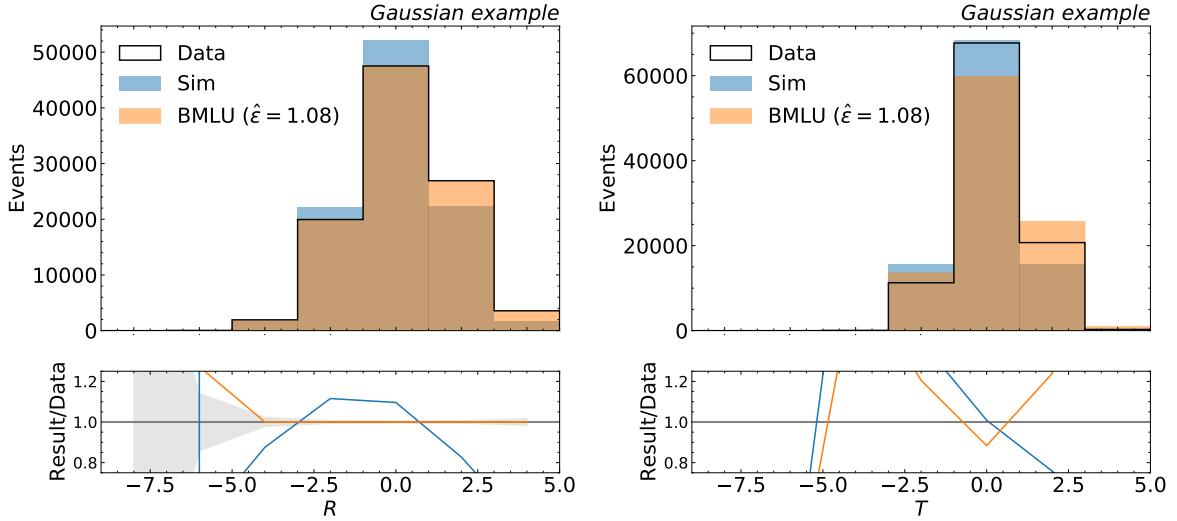 Gaussian example
Data
Sim
BMLU (ε̂ = 1.08)
Events
50000
40000
30000
20000
10000
0
Result/Data
1.2
1.0
0.8
−7.5 −5.0 −2.5 0.0 2.5 5.0
R
Gaussian example
Data
Sim
BMLU (ε̂ = 1.08)
Events
60000
40000
20000
0
Result/Data
1.2
1.0
0.8
−7.5 −5.0 −2.5 0.0 2.5 5.0
T